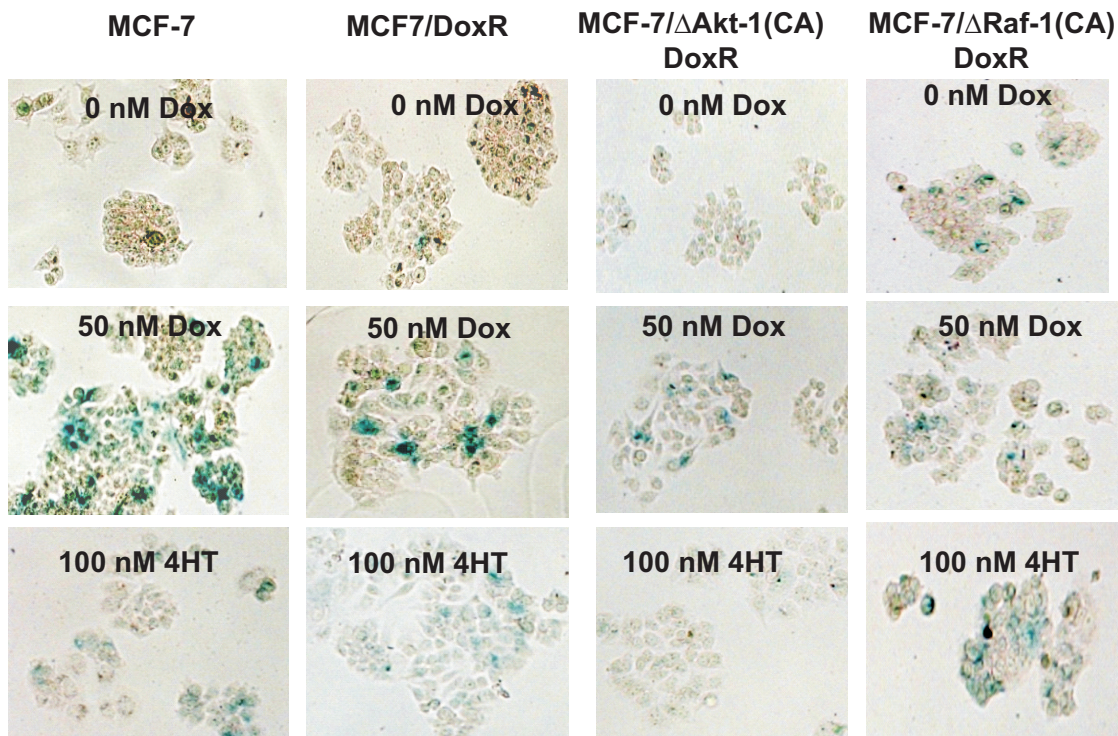 MCF-7
MCF7/DoxR
MCF-7/∆Akt-1(CA)
DoxR
MCF-7/∆Raf-1(CA)
DoxR
0 nM Dox
0 nM Dox
0 nM Dox
0 nM Dox
50 nM Dox
50 nM Dox
50 nM Dox
50 nM Dox
100 nM 4HT
100 nM 4HT
100 nM 4HT
100 nM 4HT